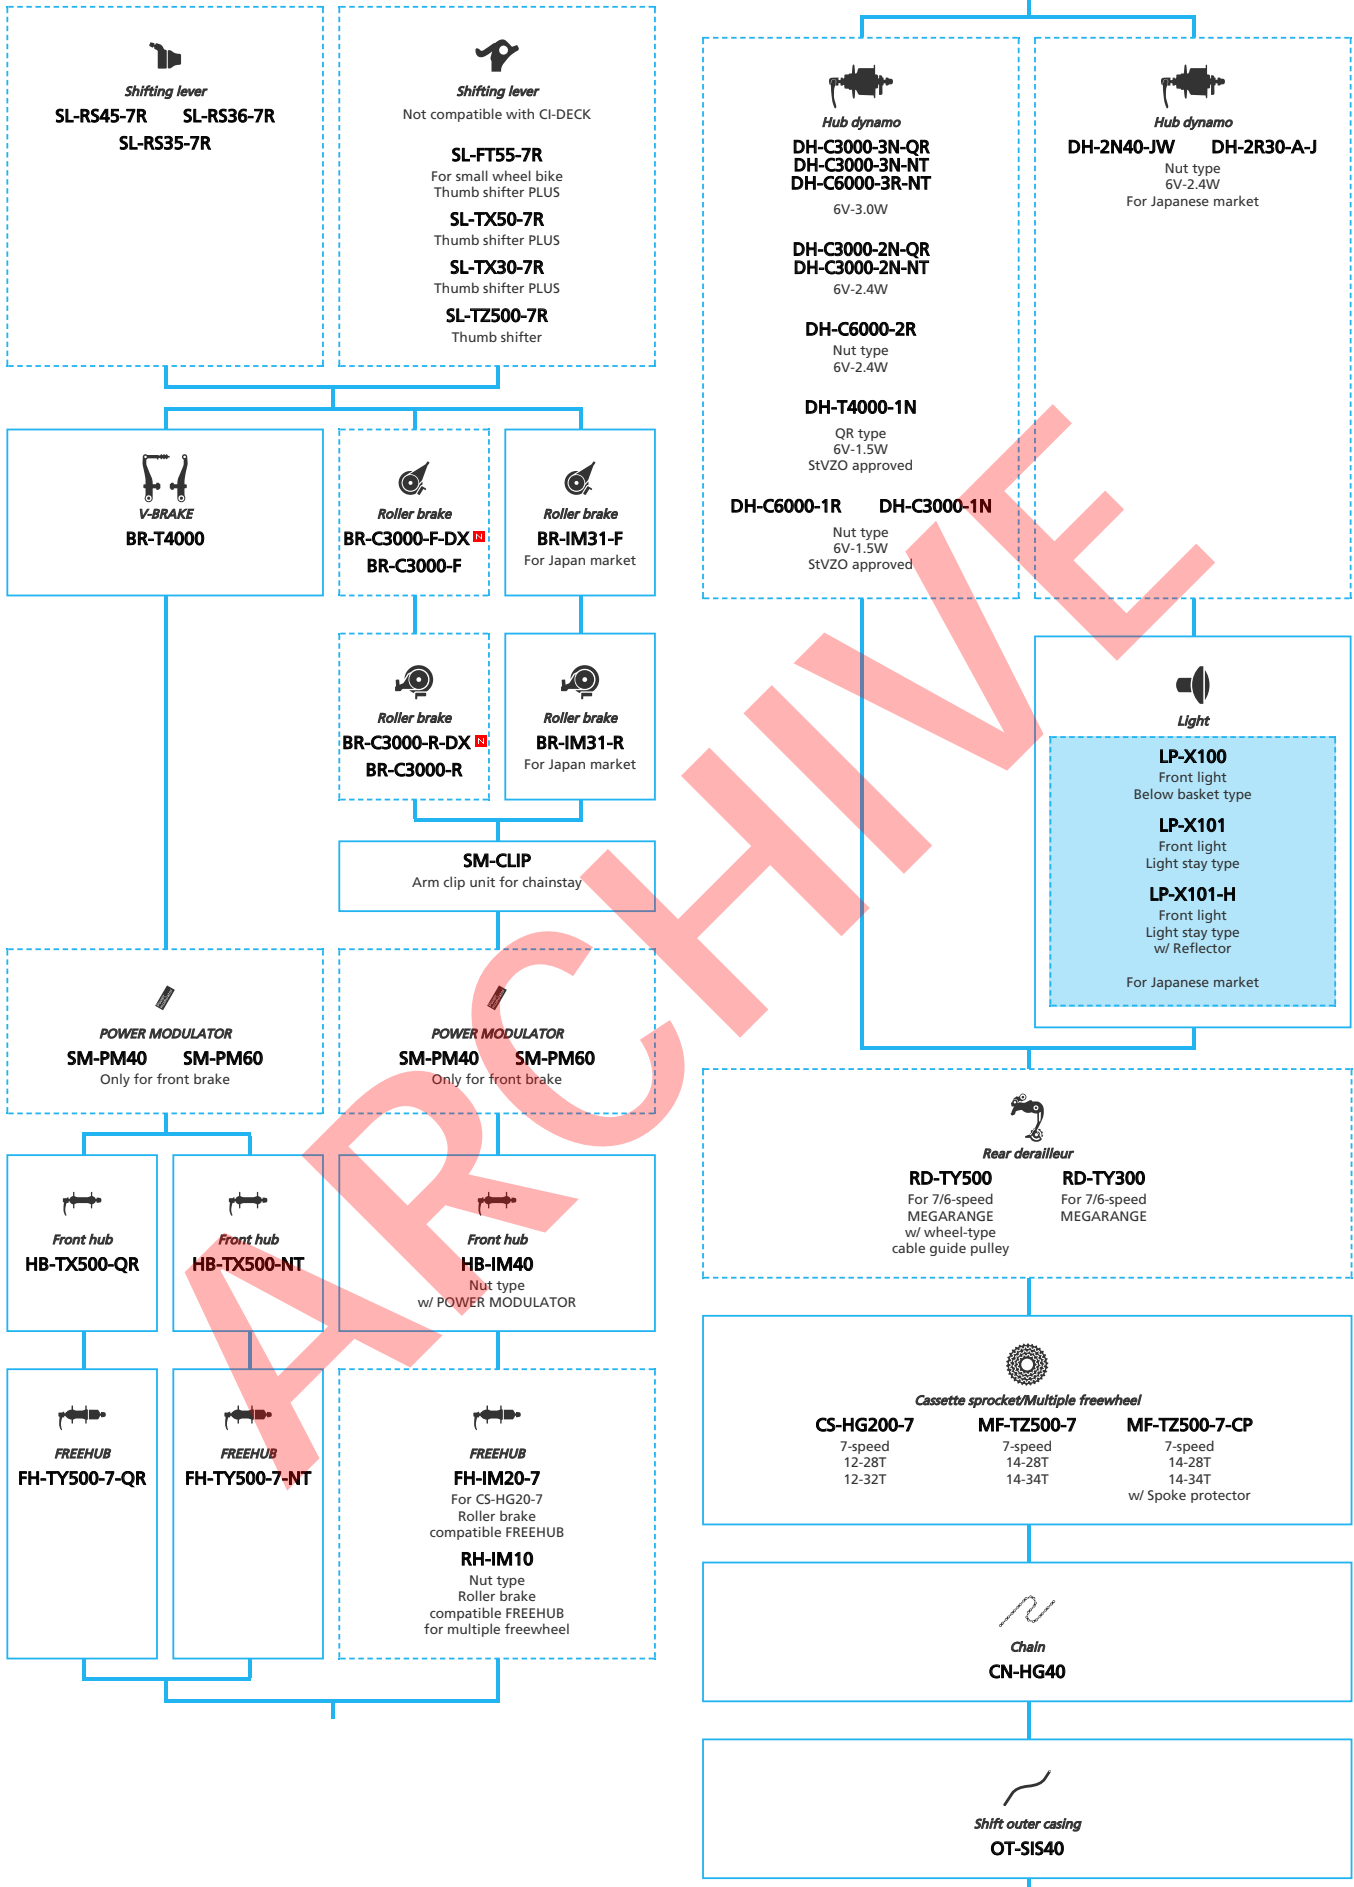 Shifting lever
SL-RS45-7R SL-RS36-7R
SL-RS35-7R
Shifting lever
Not compatible with CI-DECK
SL-FT55-7R
For small wheel bike
Thumb shifter PLUS
SL-TX50-7R
Thumb shifter PLUS
SL-TX30-7R
Thumb shifter PLUS
SL-TZ500-7R
Thumb shifter
V-BRAKE
BR-T4000
Roller brake
BR-C3000-F-DX N
BR-C3000-F
Roller brake
BR-IM31-F
For Japan market
Roller brake
BR-C3000-R-DX N
BR-C3000-R
Roller brake
BR-IM31-R
For Japan market
SM-CLIP
Arm clip unit for chainstay
POWER MODULATOR
SM-PM40 SM-PM60
Only for front brake
POWER MODULATOR
SM-PM40 SM-PM60
Only for front brake
Front hub
HB-TX500-QR
Front hub
HB-TX500-NT
Front hub
HB-IM40
Nut type
w/ POWER MODULATOR
FREEHUB
FH-TY500-7-QR
FREEHUB
FH-TY500-7-NT
FREEHUB
FH-IM20-7
For CS-HG20-7
Roller brake
compatible FREEHUB
RH-IM10
Nut type
Roller brake
compatible FREEHUB
for multiple freewheel
Hub dynamo
DH-C3000-3N-QR
DH-C3000-3N-NT
DH-C6000-3R-NT
6V-3.0W
DH-C3000-2N-QR
DH-C3000-2N-NT
6V-2.4W
DH-C6000-2R
Nut type
6V-2.4W
DH-T4000-1N
QR type
6V-1.5W
StVZO approved
DH-C6000-1R DH-C3000-1N
Nut type
6V-1.5W
StVZO approved
Hub dynamo
DH-2N40-JW DH-2R30-A-J
Nut type
6V-2.4W
For Japanese market
Light
LP-X100
Front light
Below basket type
LP-X101
Front light
Light stay type
LP-X101-H
Front light
Light stay type
w/ Reflector
For Japanese market
Rear derailleur
RD-TY500
For 7/6-speed
MEGARANGE
w/ wheel-type
cable guide pulley
RD-TY300
For 7/6-speed
MEGARANGE
Cassette sprocket/Multiple freewheel
CS-HG200-7
7-speed
12-28T
12-32T
MF-TZ500-7
7-speed
14-28T
14-34T
MF-TZ500-7-CP
7-speed
14-28T
14-34T
w/ Spoke protector
Chain
CN-HG40
Shift outer casing
OT-SIS40
ARCHIVE